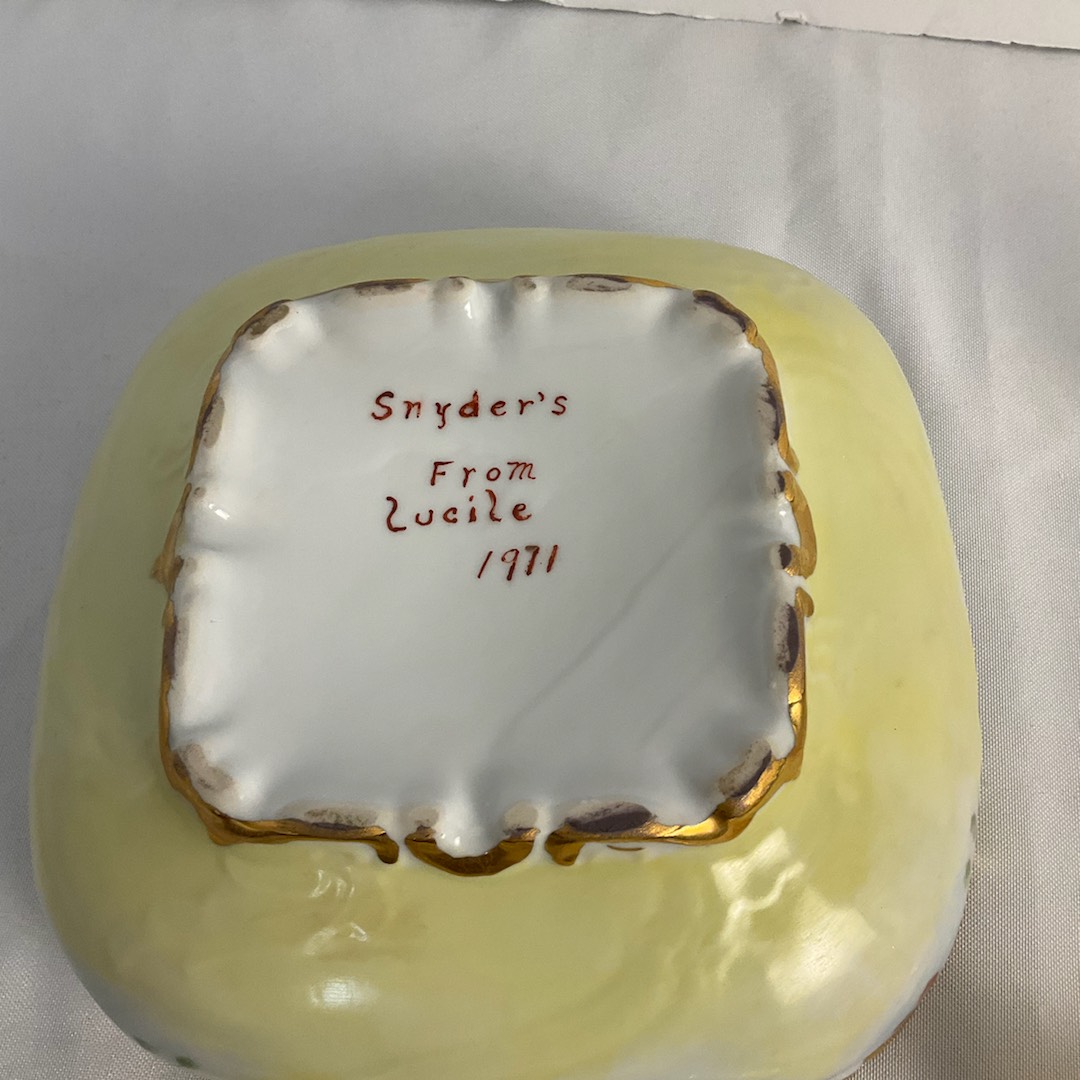 Snyder's
From
Lucile
1971